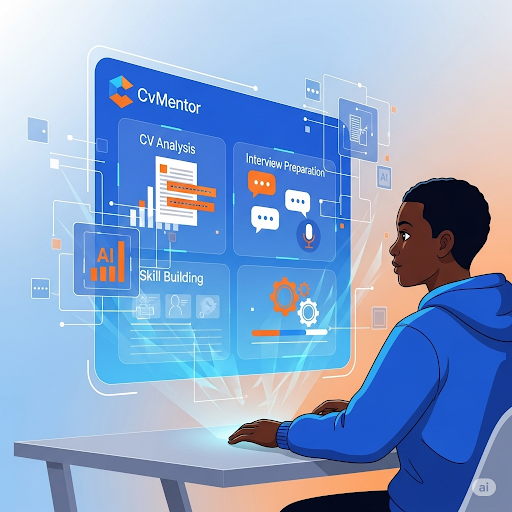 CvMentor
CV Analysis
Interview Preparation
AI
AI
Skill Building
ai